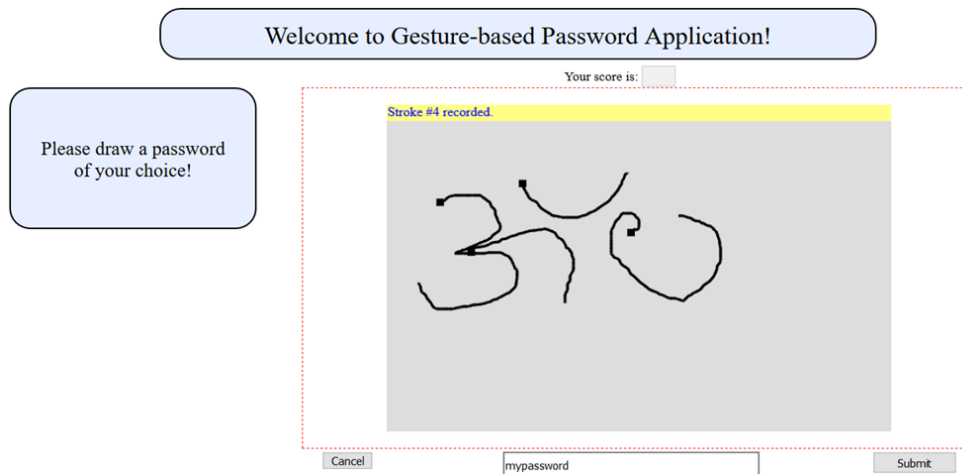 Welcome to Gesture-based Password Application!
Your score is:
Stroke #4 recorded.
Please draw a password
of your choice!
Cancel
mypassword
Submit